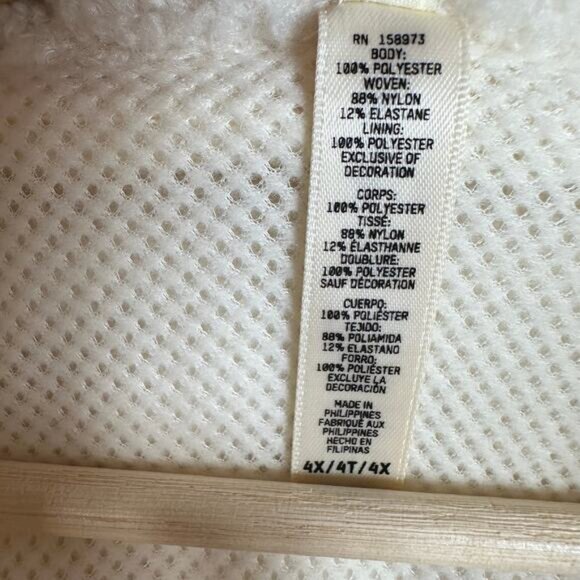 RN 158973
BODY:
100% POLYESTER
WOVEN:
88% NYLON
12% ELASTANE
LINING:
100% POLYESTER
EXCLUSIVE OF
DECORATION
CORPS:
100% POLYESTER
TISSÉ:
88% NYLON
12% ÉLASTHANNE
DOUBLURE:
100% POLYESTER
SAUF DÉCORATION
CUERPO:
100% POLIÉSTER
TEJIDO:
88% POLIAMIDA
12% ELASTANO
FORRO:
100% POLIÉSTER
EXCLUYE LA
DECORACIÓN
MADE IN
PHILIPPINES
FABRIQUÉ AUX
PHILIPPINES
HECHO EN
FILIPINAS
4X/4T/4X